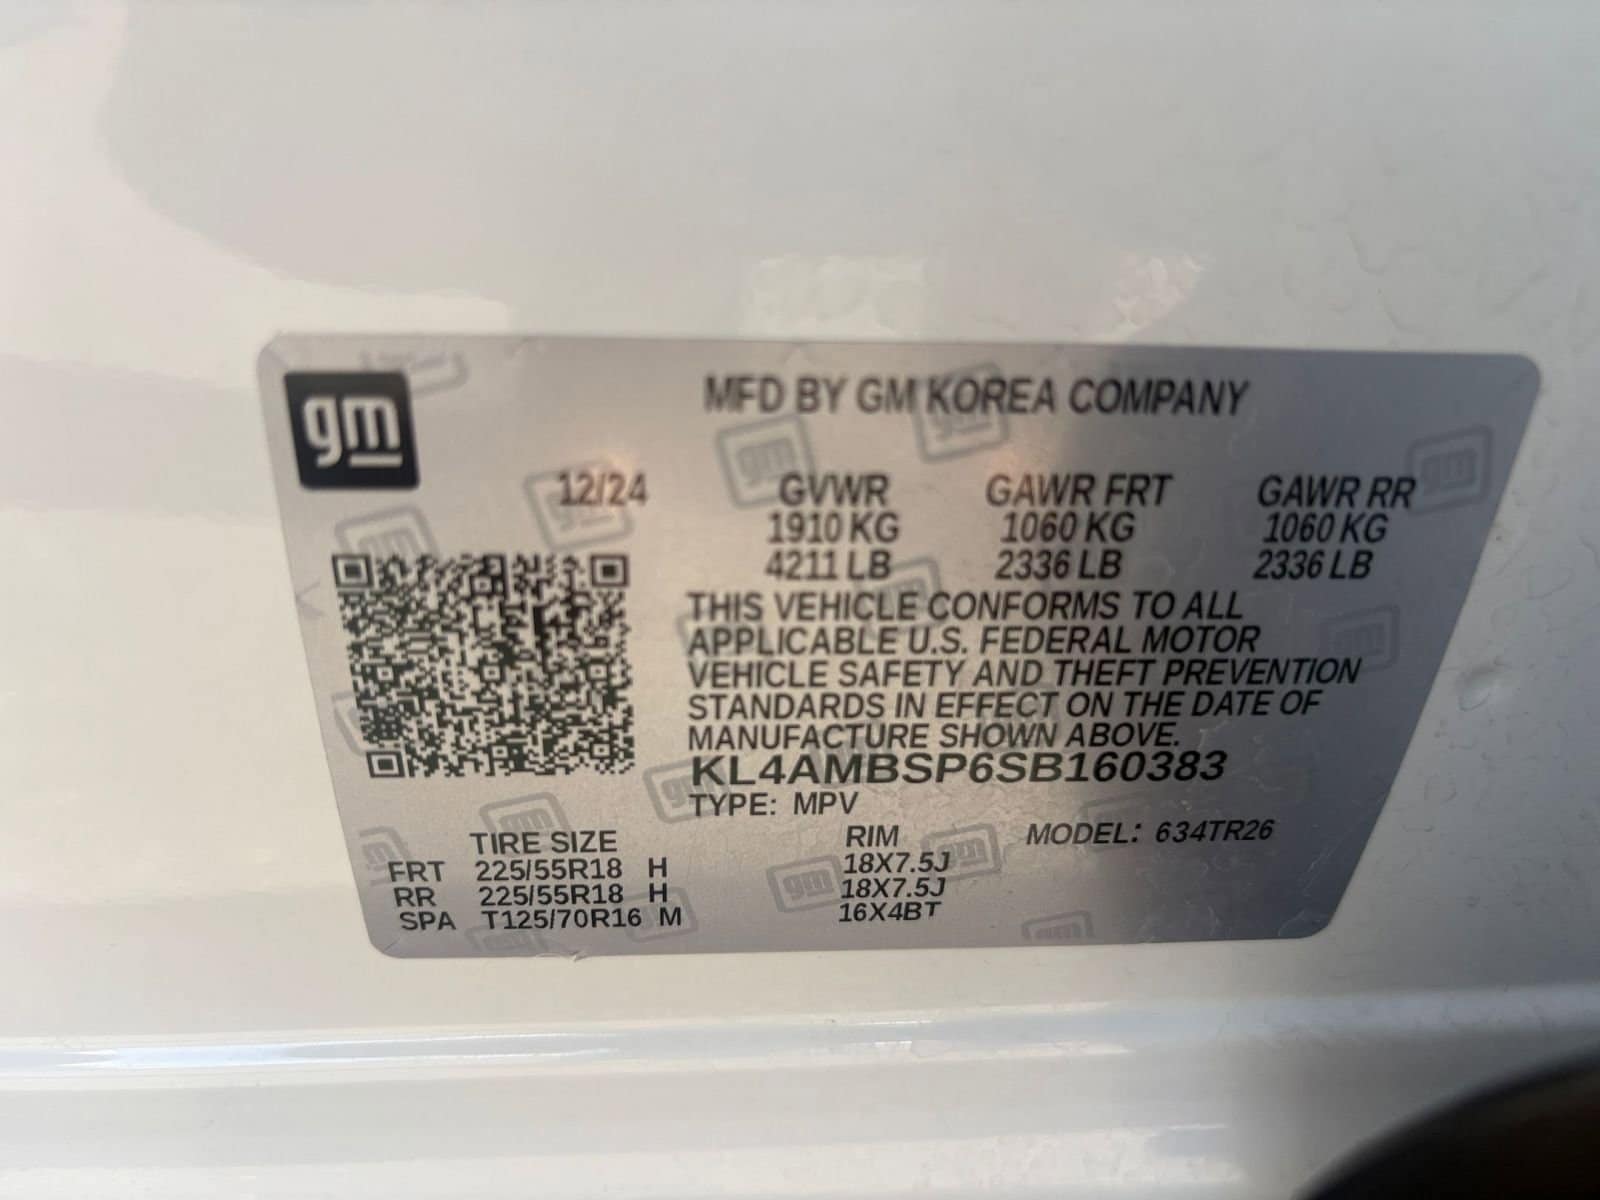 gm
MFD BY GM KOREA COMPANY
12/24 GVWR GAWR FRT GAWR RR
1910 KG 1060 KG 1060 KG
4211 LB 2336 LB 2336 LB
THIS VEHICLE CONFORMS TO ALL
APPLICABLE U.S. FEDERAL MOTOR
VEHICLE SAFETY AND THEFT PREVENTION
STANDARDS IN EFFECT ON THE DATE OF
MANUFACTURE SHOWN ABOVE.
KL4AMBSP6SB160383
TYPE: MPV
TIRE SIZE RIM MODEL: 634TR26
FRT 225/55R18 H 18X7.5J
RR 225/55R18 H 18X7.5J
SPA T125/70R16 M 16X4BT